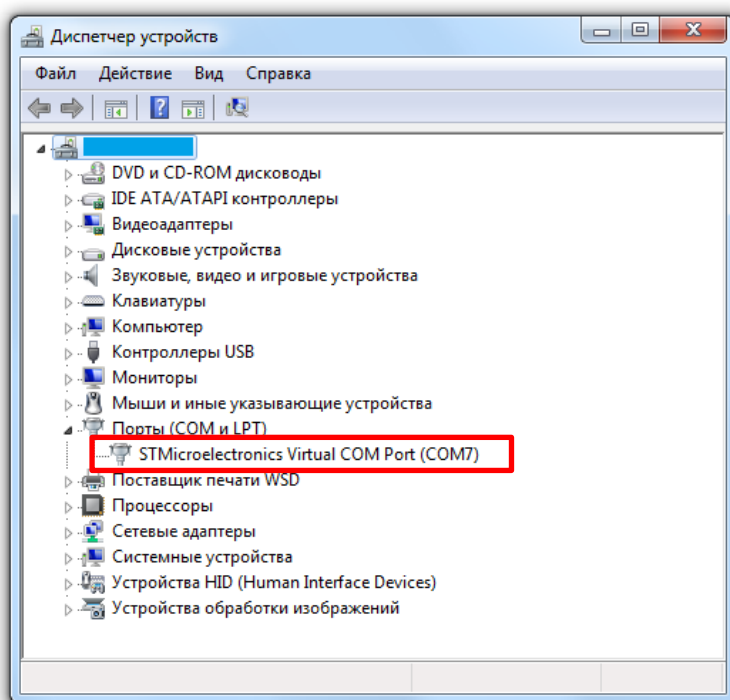 Диспетчер устройств
Файл Действие Вид Справка
DVD и CD-ROM дисководы
IDE ATA/ATAPI контроллеры
Видеоадаптеры
Дисковые устройства
Звуковые, видео и игровые устройства
Клавиатуры
Компьютер
Контроллеры USB
Мониторы
Мыши и иные указывающие устройства
Порты (COM и LPT)
STMicroelectronics Virtual COM Port (COM7)
Поставщик печати WSD
Процессоры
Сетевые адаптеры
Системные устройства
Устройства HID (Human Interface Devices)
Устройства обработки изображений